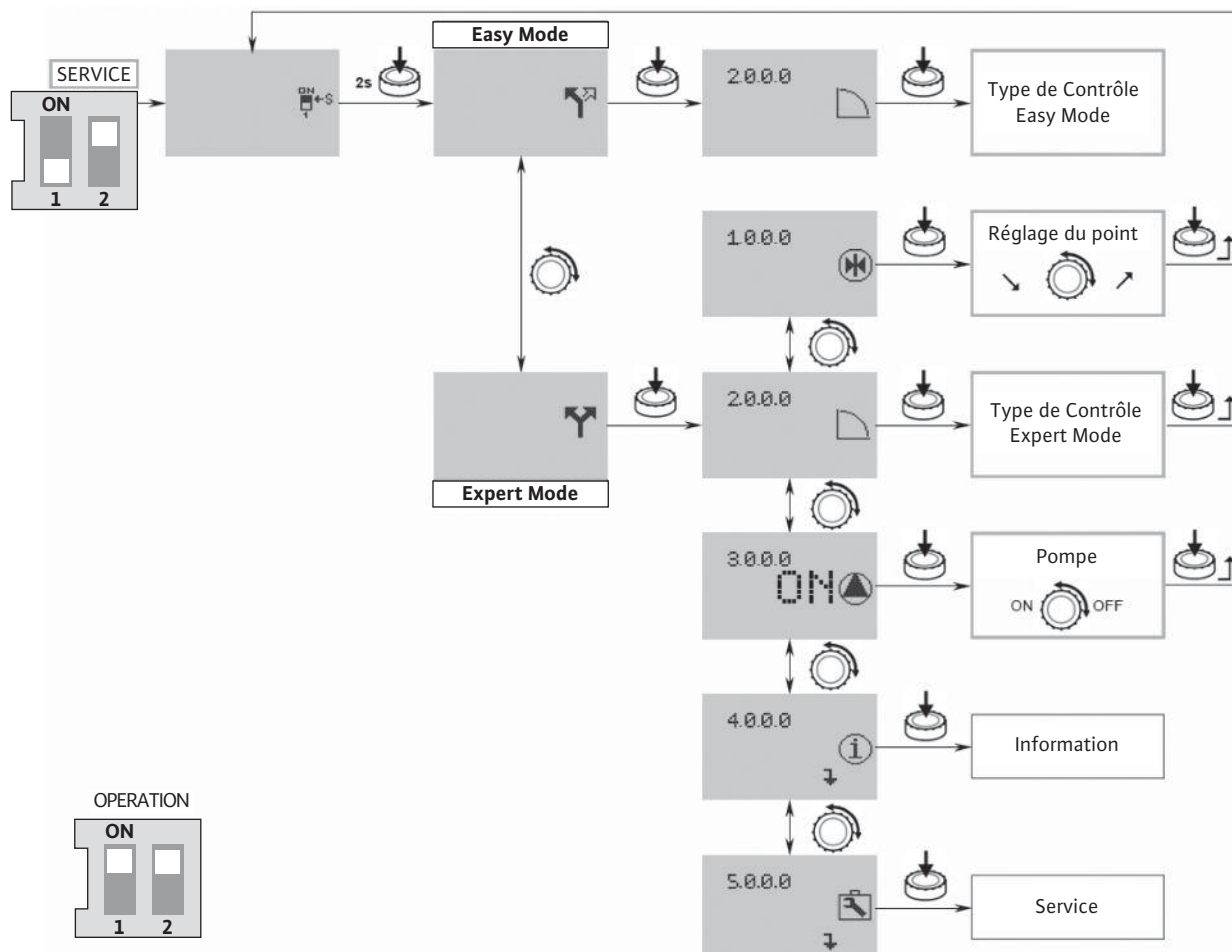 Easy Mode
SERVICE
ON
1 2
ON
S
1
2s
2.0.0.0
Type de Contrôle
Easy Mode
1.0.0.0
Réglage du point
2.0.0.0
Type de Contrôle
Expert Mode
Expert Mode
3.0.0.0
ON
Pompe
ON OFF
4.0.0.0
i
Information
OPERATION
ON
1 2
5.0.0.0
Service